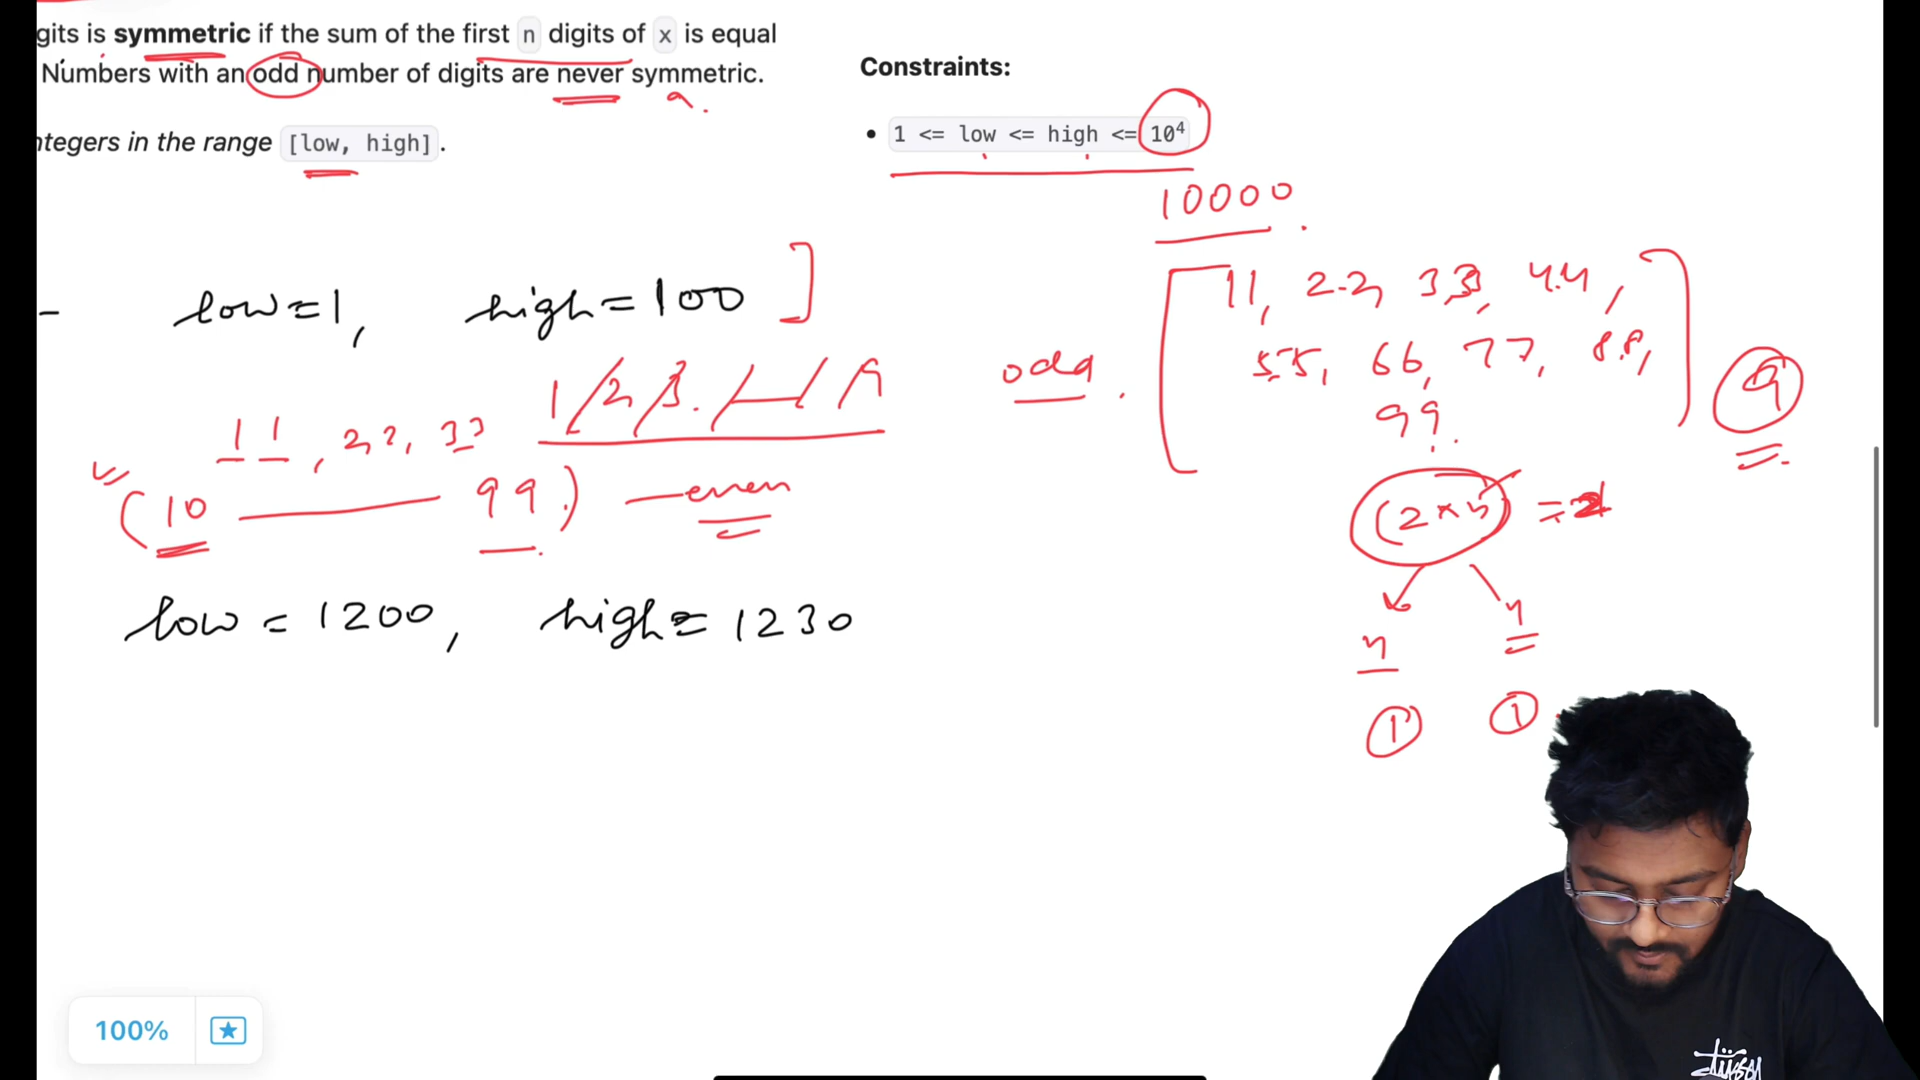 gits is symmetric if the sum of the first n digits of x is equal
Numbers with an odd number of digits are never symmetric.
ntegers in the range [low, high].
Constraints:
1 <= low <= high <= 10⁴
10000
low = 1, high = 100 ]
11, 22, 33, 44,
55, 66, 77, 88,
99.
9
odd.
1/2/3. /—/ 9
11, 22, 33
(10 — 99.) — even
(2 × n) = 2
low = 1200, high = 1230
n n
1 1
100%